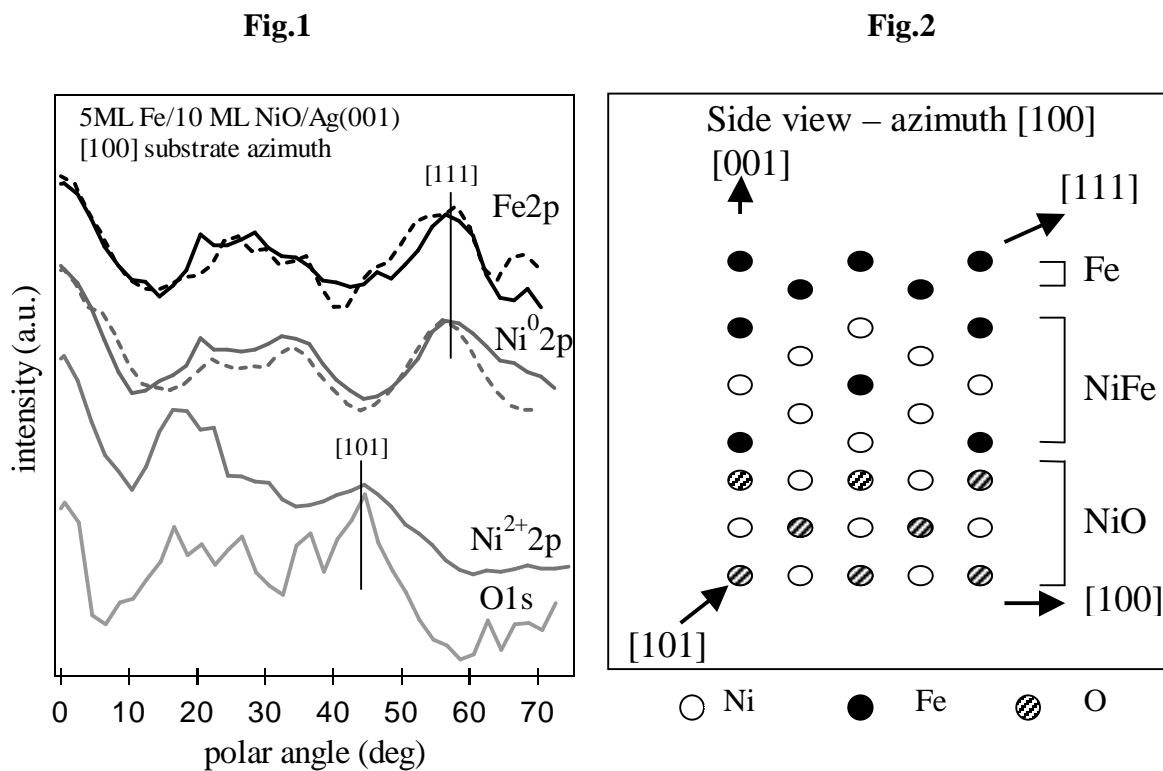 Fig.1
5ML Fe/10 ML NiO/Ag(001)
[100] substrate azimuth
[111]
Fe2p
Ni⁰2p
[101]
Ni²⁺2p
O1s
intensity (a.u.)
0 10 20 30 40 50 60 70
polar angle (deg)
Fig.2
Side view – azimuth [100]
[001]
[111]
Fe
NiFe
NiO
[100]
[101]
Ni Fe O